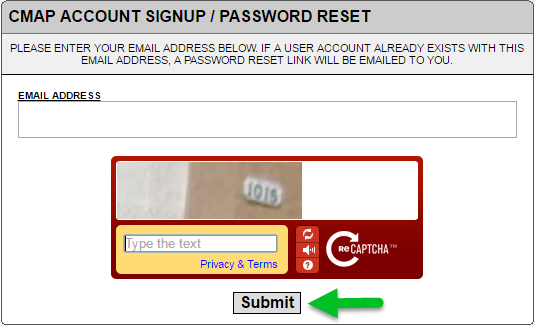 CMAP ACCOUNT SIGNUP / PASSWORD RESET
PLEASE ENTER YOUR EMAIL ADDRESS BELOW. IF A USER ACCOUNT ALREADY EXISTS WITH THIS
EMAIL ADDRESS, A PASSWORD RESET LINK WILL BE EMAILED TO YOU.
EMAIL ADDRESS
1015
Type the text
Privacy & Terms
?
RECAPTCHA™
Submit